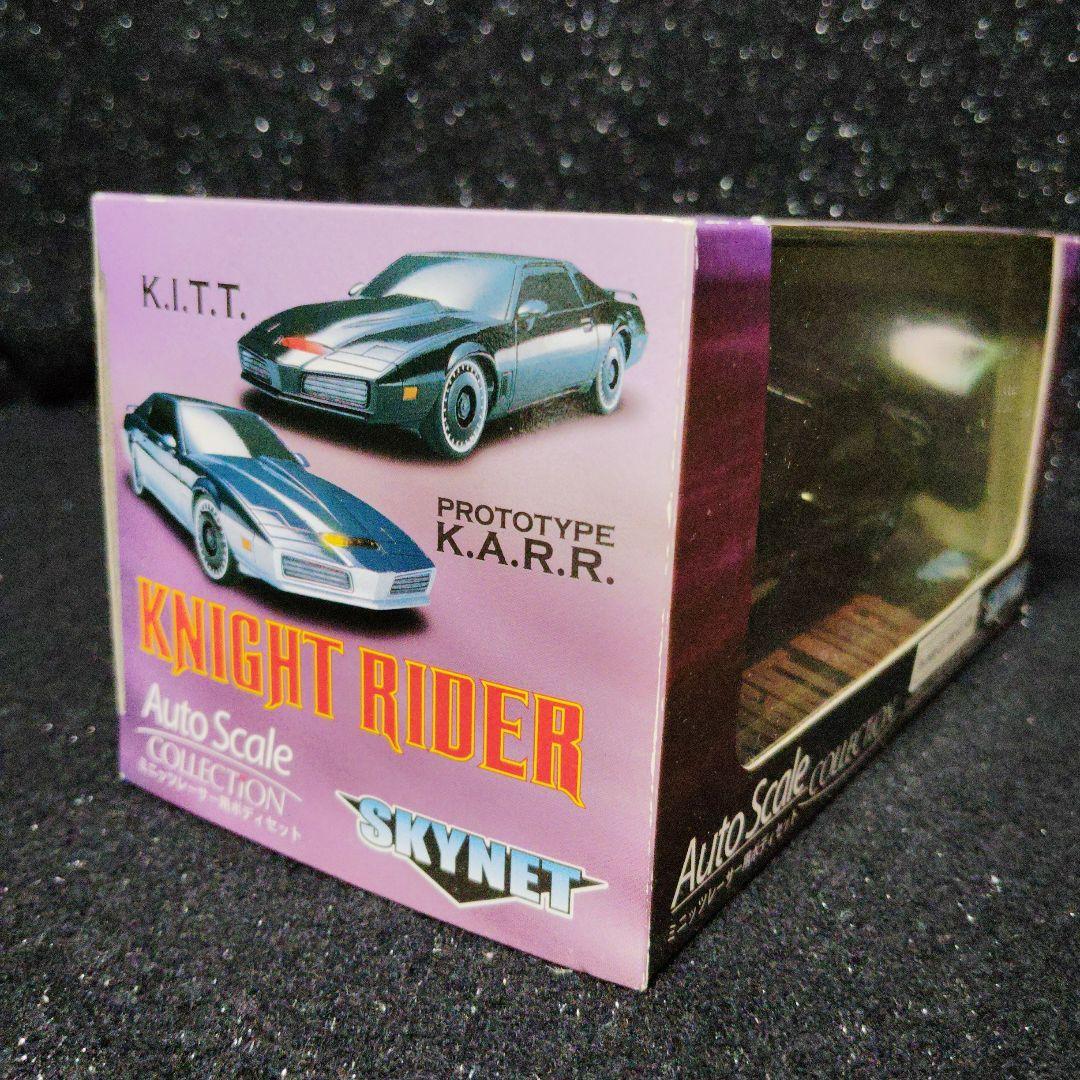 K.I.T.T.
PROTOTYPE
K.A.R.R.
KNIGHT RIDER
Auto Scale
COLLECTiON
ミニッツレーサー用ボディセット
SKYNET
Auto Scale COLLECTiON
ミニッツレーサー用ボディセット